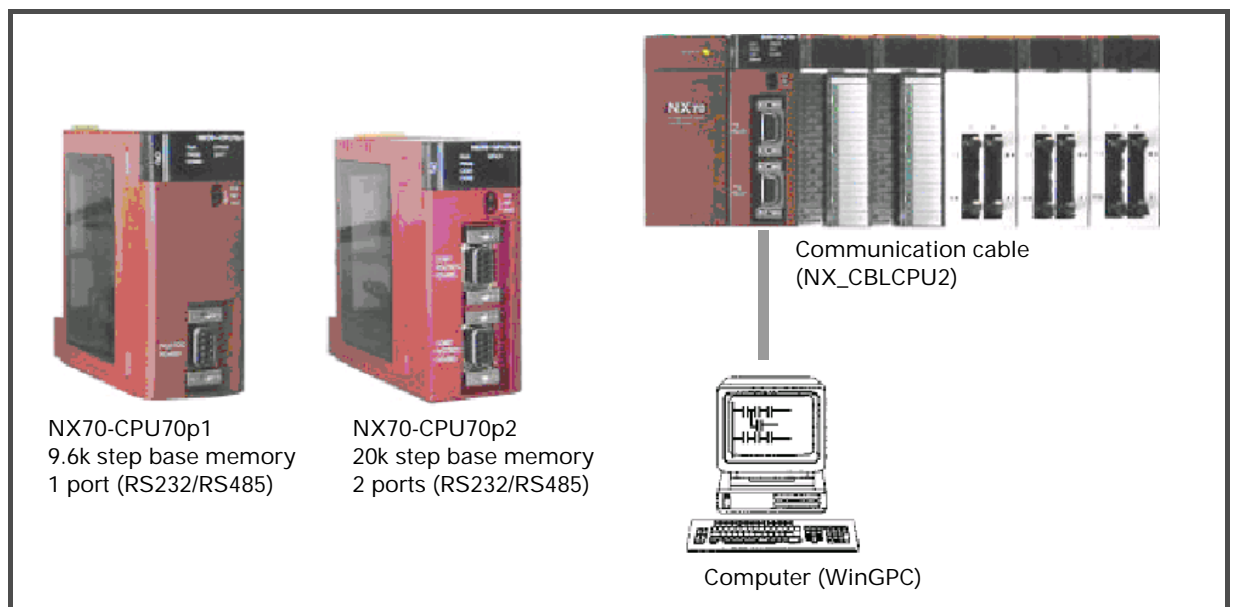 NX70
Communication cable
(NX_CBLCPU2)
NX70-CPU70p1
9.6k step base memory
1 port (RS232/RS485)
NX70-CPU70p2
20k step base memory
2 ports (RS232/RS485)
Computer (WinGPC)